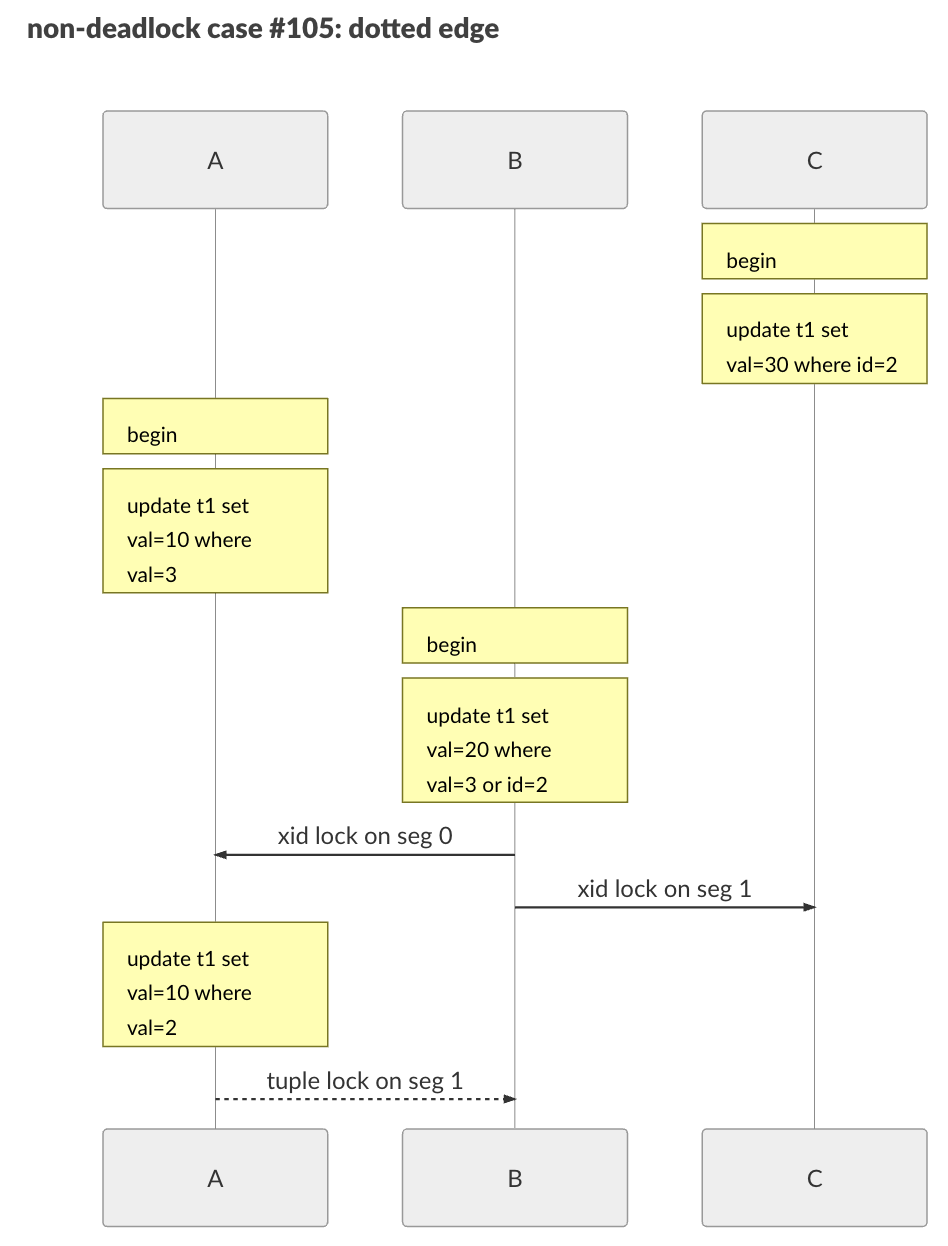 non-deadlock case #105: dotted edge
A
B
C
begin
update t1 set
val=30 where id=2
begin
update t1 set
val=10 where
val=3
begin
update t1 set
val=20 where
val=3 or id=2
xid lock on seg 0
xid lock on seg 1
update t1 set
val=10 where
val=2
tuple lock on seg 1
A
B
C